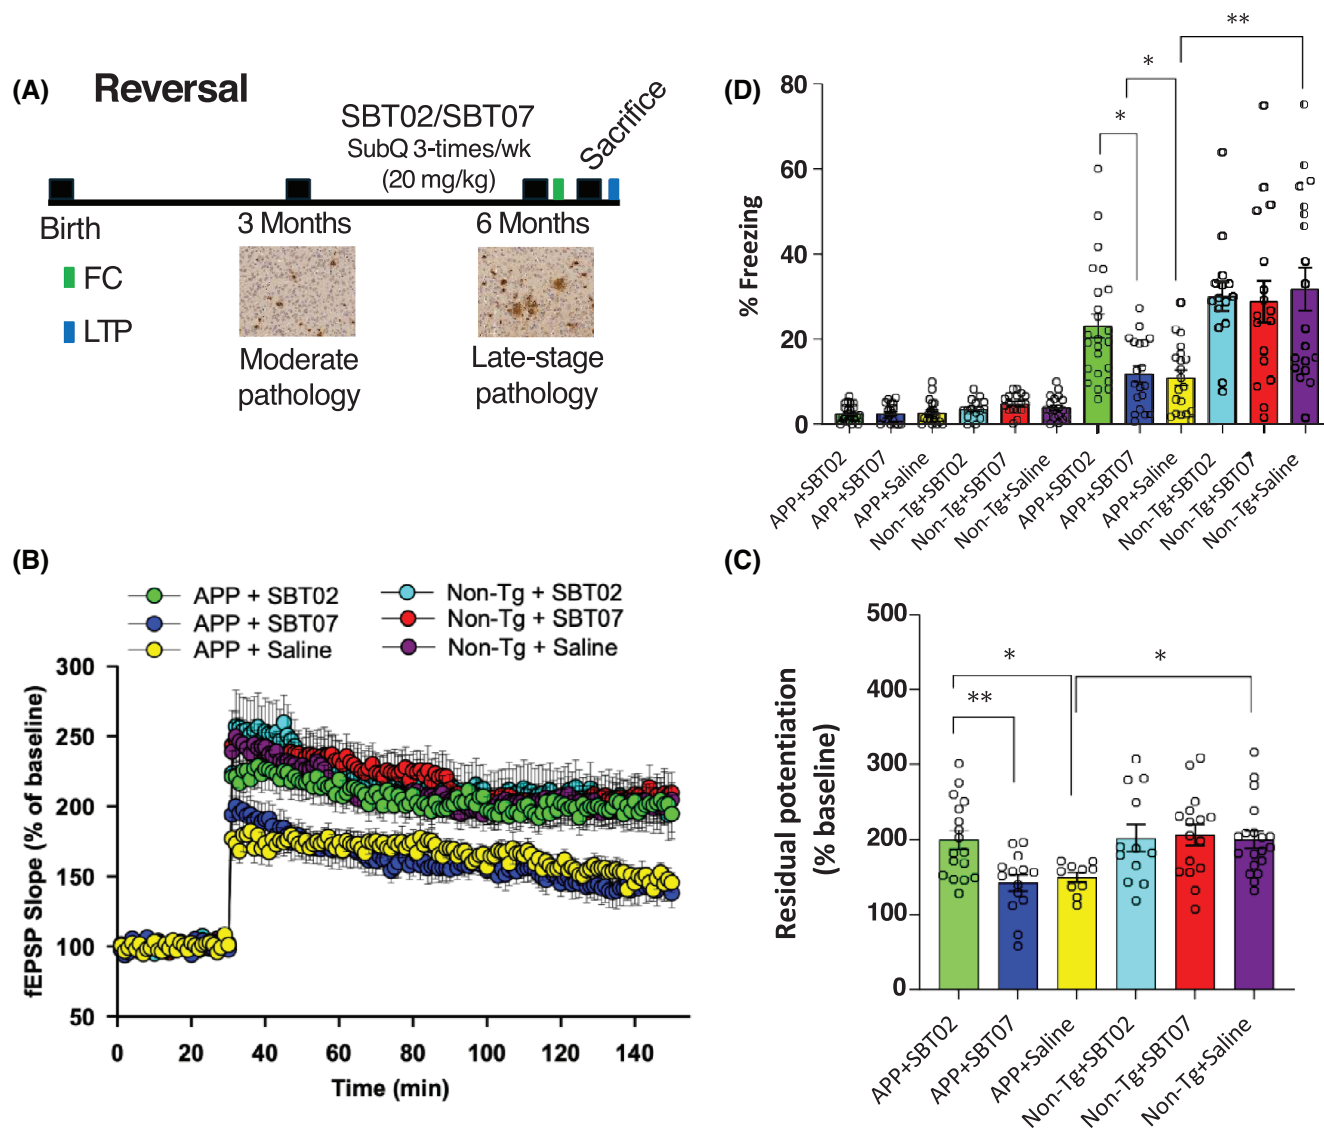 (A)
Reversal
SBT02/SBT07
SubQ 3-times/wk
(20 mg/kg)
Sacrifice
Birth
3 Months
6 Months
FC
LTP
Moderate
pathology
Late-stage
pathology
(D)
% Freezing
80
60
40
20
0
*
*
**
APP+SBT02
APP+SBT07
APP+Saline
Non-Tg+SBT02
Non-Tg+SBT07
Non-Tg+Saline
APP+SBT02
APP+SBT07
APP+Saline
Non-Tg+SBT02
Non-Tg+SBT07
Non-Tg+Saline
(B)
APP + SBT02
APP + SBT07
APP + Saline
Non-Tg + SBT02
Non-Tg + SBT07
Non-Tg + Saline
fEPSP Slope (% of baseline)
300
250
200
150
100
50
0
20
40
60
80
100
120
140
Time (min)
(C)
Residual potentiation
(% baseline)
500
400
300
200
100
0
**
*
*
APP+SBT02
APP+SBT07
APP+Saline
Non-Tg+SBT02
Non-Tg+SBT07
Non-Tg+Saline